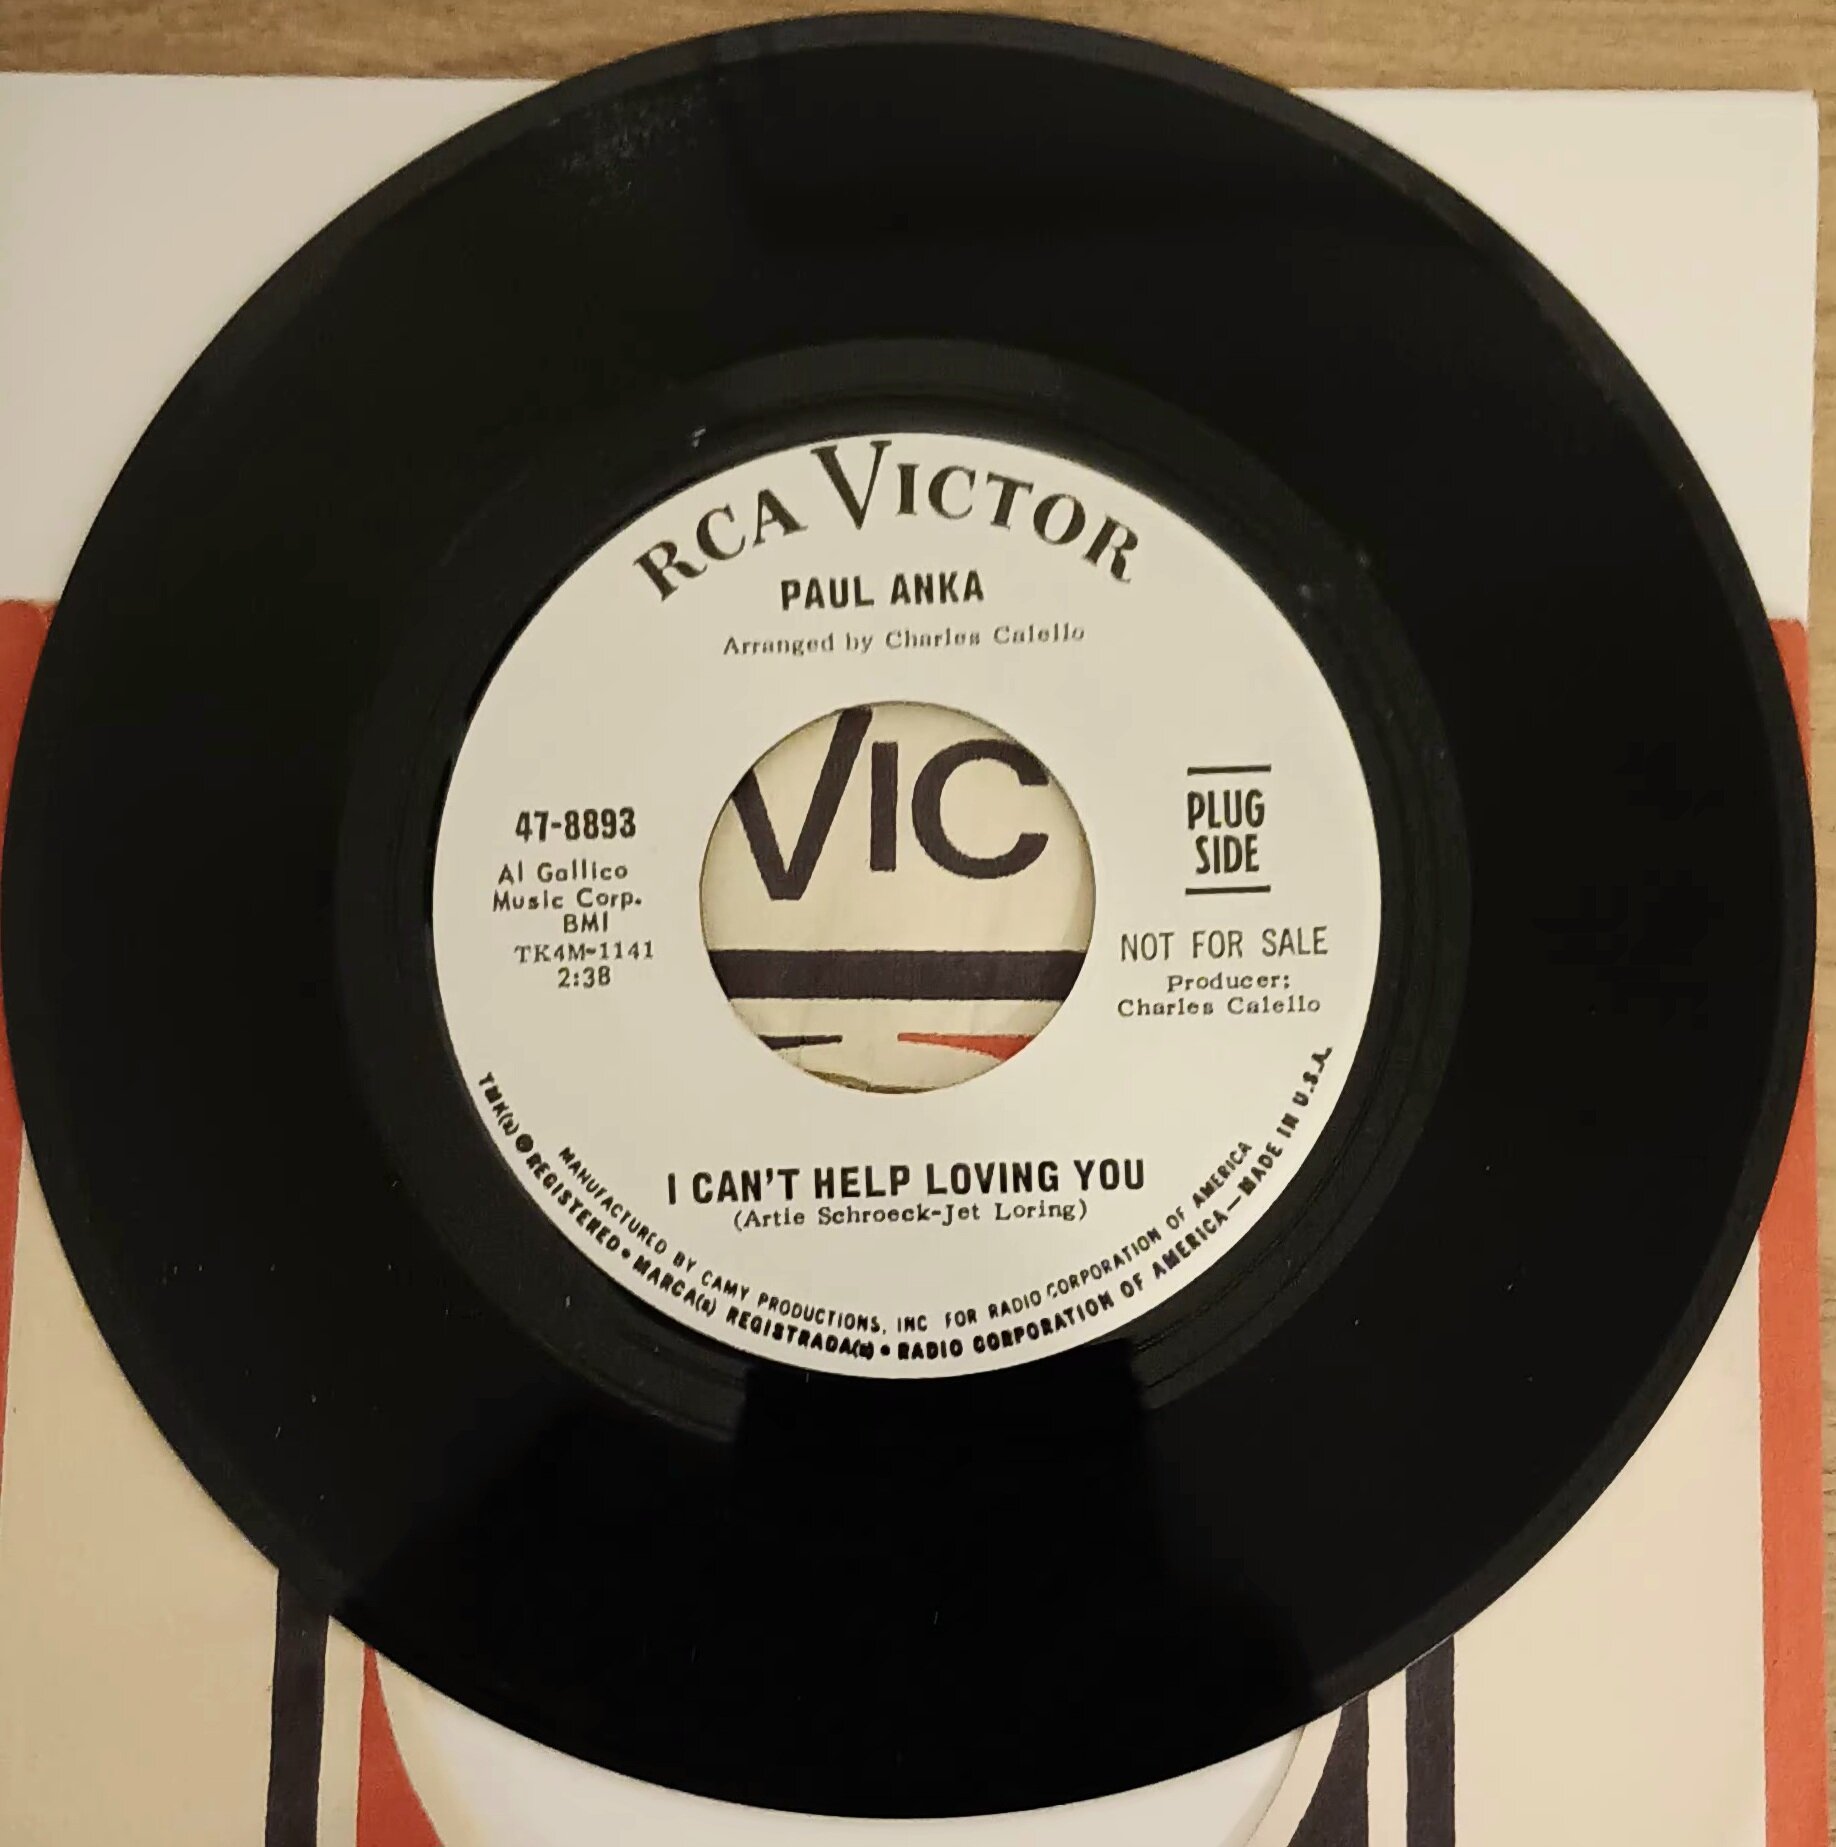 RCA VICTOR
PAUL ANKA
Arranged by Charles Calello
VIC
47-8893
Al Gallico
Music Corp.
BMI
TK4M-1141
2:38
PLUG
SIDE
NOT FOR SALE
Producer:
Charles Calello
I CAN'T HELP LOVING YOU
(Artie Schroeck-Jet Loring)
MANUFACTURED BY CAMY PRODUCTIONS, INC FOR RADIO CORPORATION OF AMERICA
TMK(s) ® REGISTERED • MARCA(s) REGISTRADA(s) • RADIO CORPORATION OF AMERICA—MADE IN U.S.A.